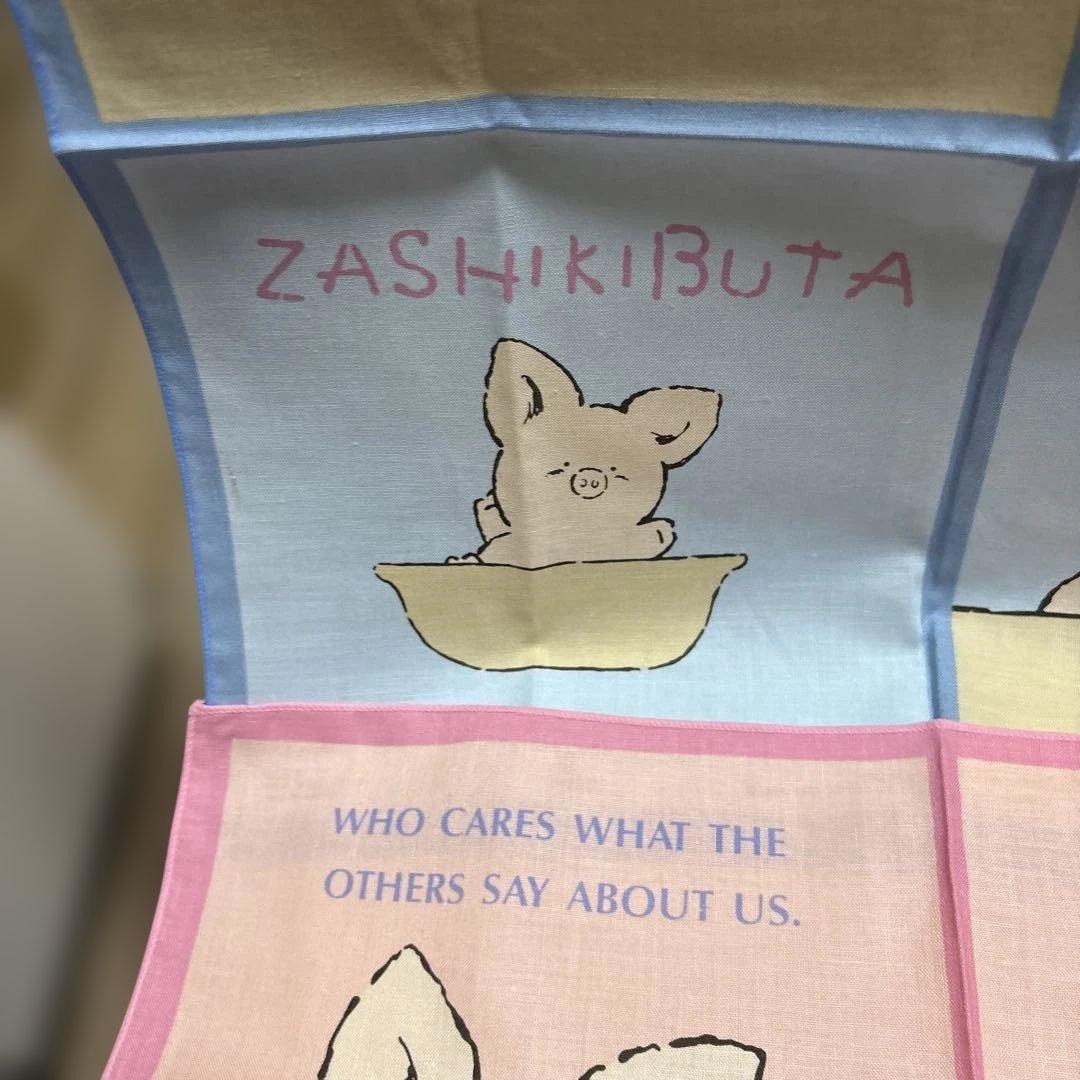 ZASHIKIBUTA
WHO CARES WHAT THE
OTHERS SAY ABOUT US.